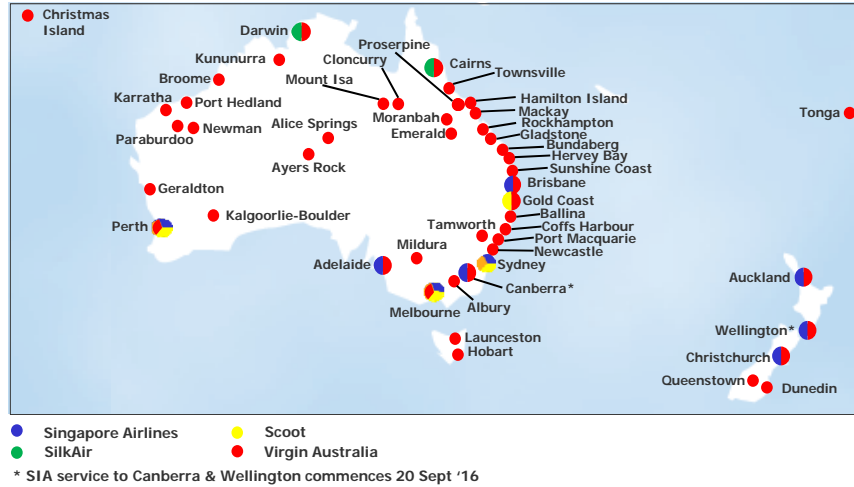 Christmas
Island
Darwin
Proserpine
Kununurra
Cloncurry
Cairns
Broome
Mount Isa
Townsville
Karratha
Port Hedland
Hamilton Island
Moranbah
Mackay
Tonga
Paraburdoo
Newman
Alice Springs
Emerald
Rockhampton
Gladstone
Bundaberg
Ayers Rock
Hervey Bay
Sunshine Coast
Geraldton
Brisbane
Gold Coast
Perth
Kalgoorlie-Boulder
Tamworth
Ballina
Coffs Harbour
Mildura
Port Macquarie
Newcastle
Adelaide
Sydney
Auckland
Canberra*
Melbourne
Albury
Wellington*
Launceston
Hobart
Christchurch
Queenstown
Dunedin
Singapore Airlines
Scoot
SilkAir
Virgin Australia
* SIA service to Canberra & Wellington commences 20 Sept ‘16